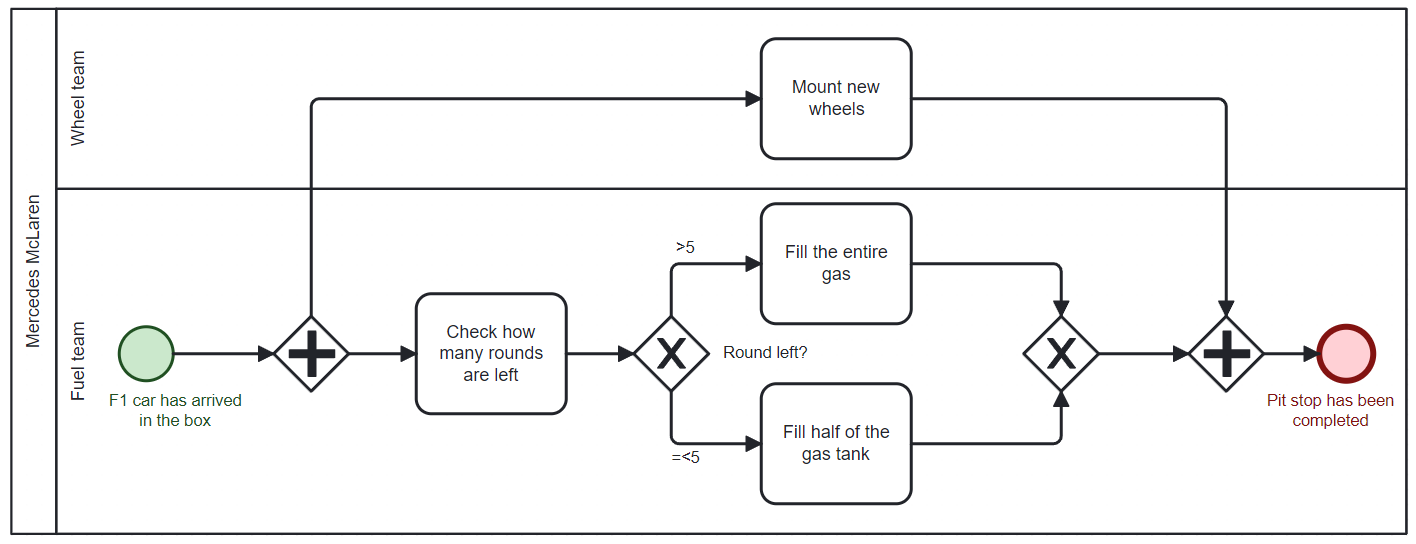 Mercedes McLaren
Wheel team
Mount new
wheels
Fuel team
F1 car has arrived
in the box
Check how
many rounds
are left
Round left?
>5
Fill the entire
gas
=<5
Fill half of the
gas tank
Pit stop has been
completed